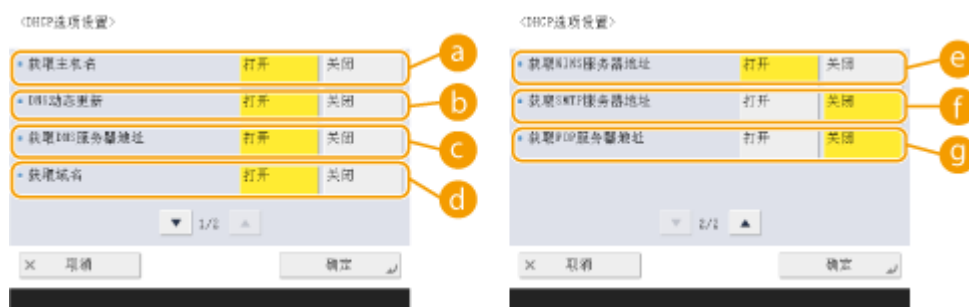 <DHCP选项设置>
获取主机名 打开 关闭 a
DNS动态更新 打开 关闭 b
获取DNS服务器地址 打开 关闭 c
获取域名 打开 关闭 d
1/2
× 取消 确定
<DHCP选项设置>
获取WINS服务器地址 打开 关闭 e
获取SMTP服务器地址 打开 关闭 f
获取POP服务器地址 打开 关闭 g
2/2
× 取消 确定